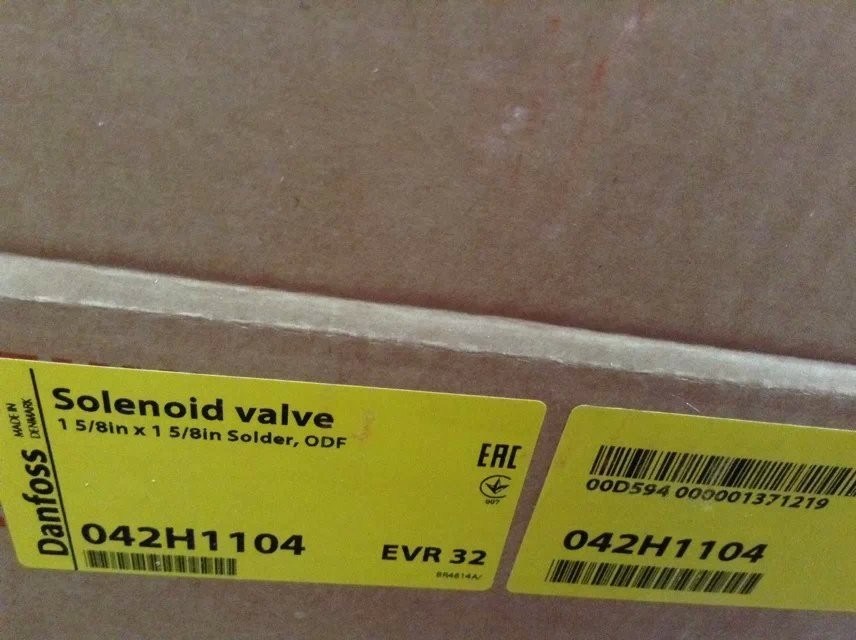 MADE IN
DENMARK
Danfoss
Solenoid valve
1 5/8in x 1 5/8in Solder, ODF
EAC
007
042H1104
EVR 32
00D594 000001371219
042H1104